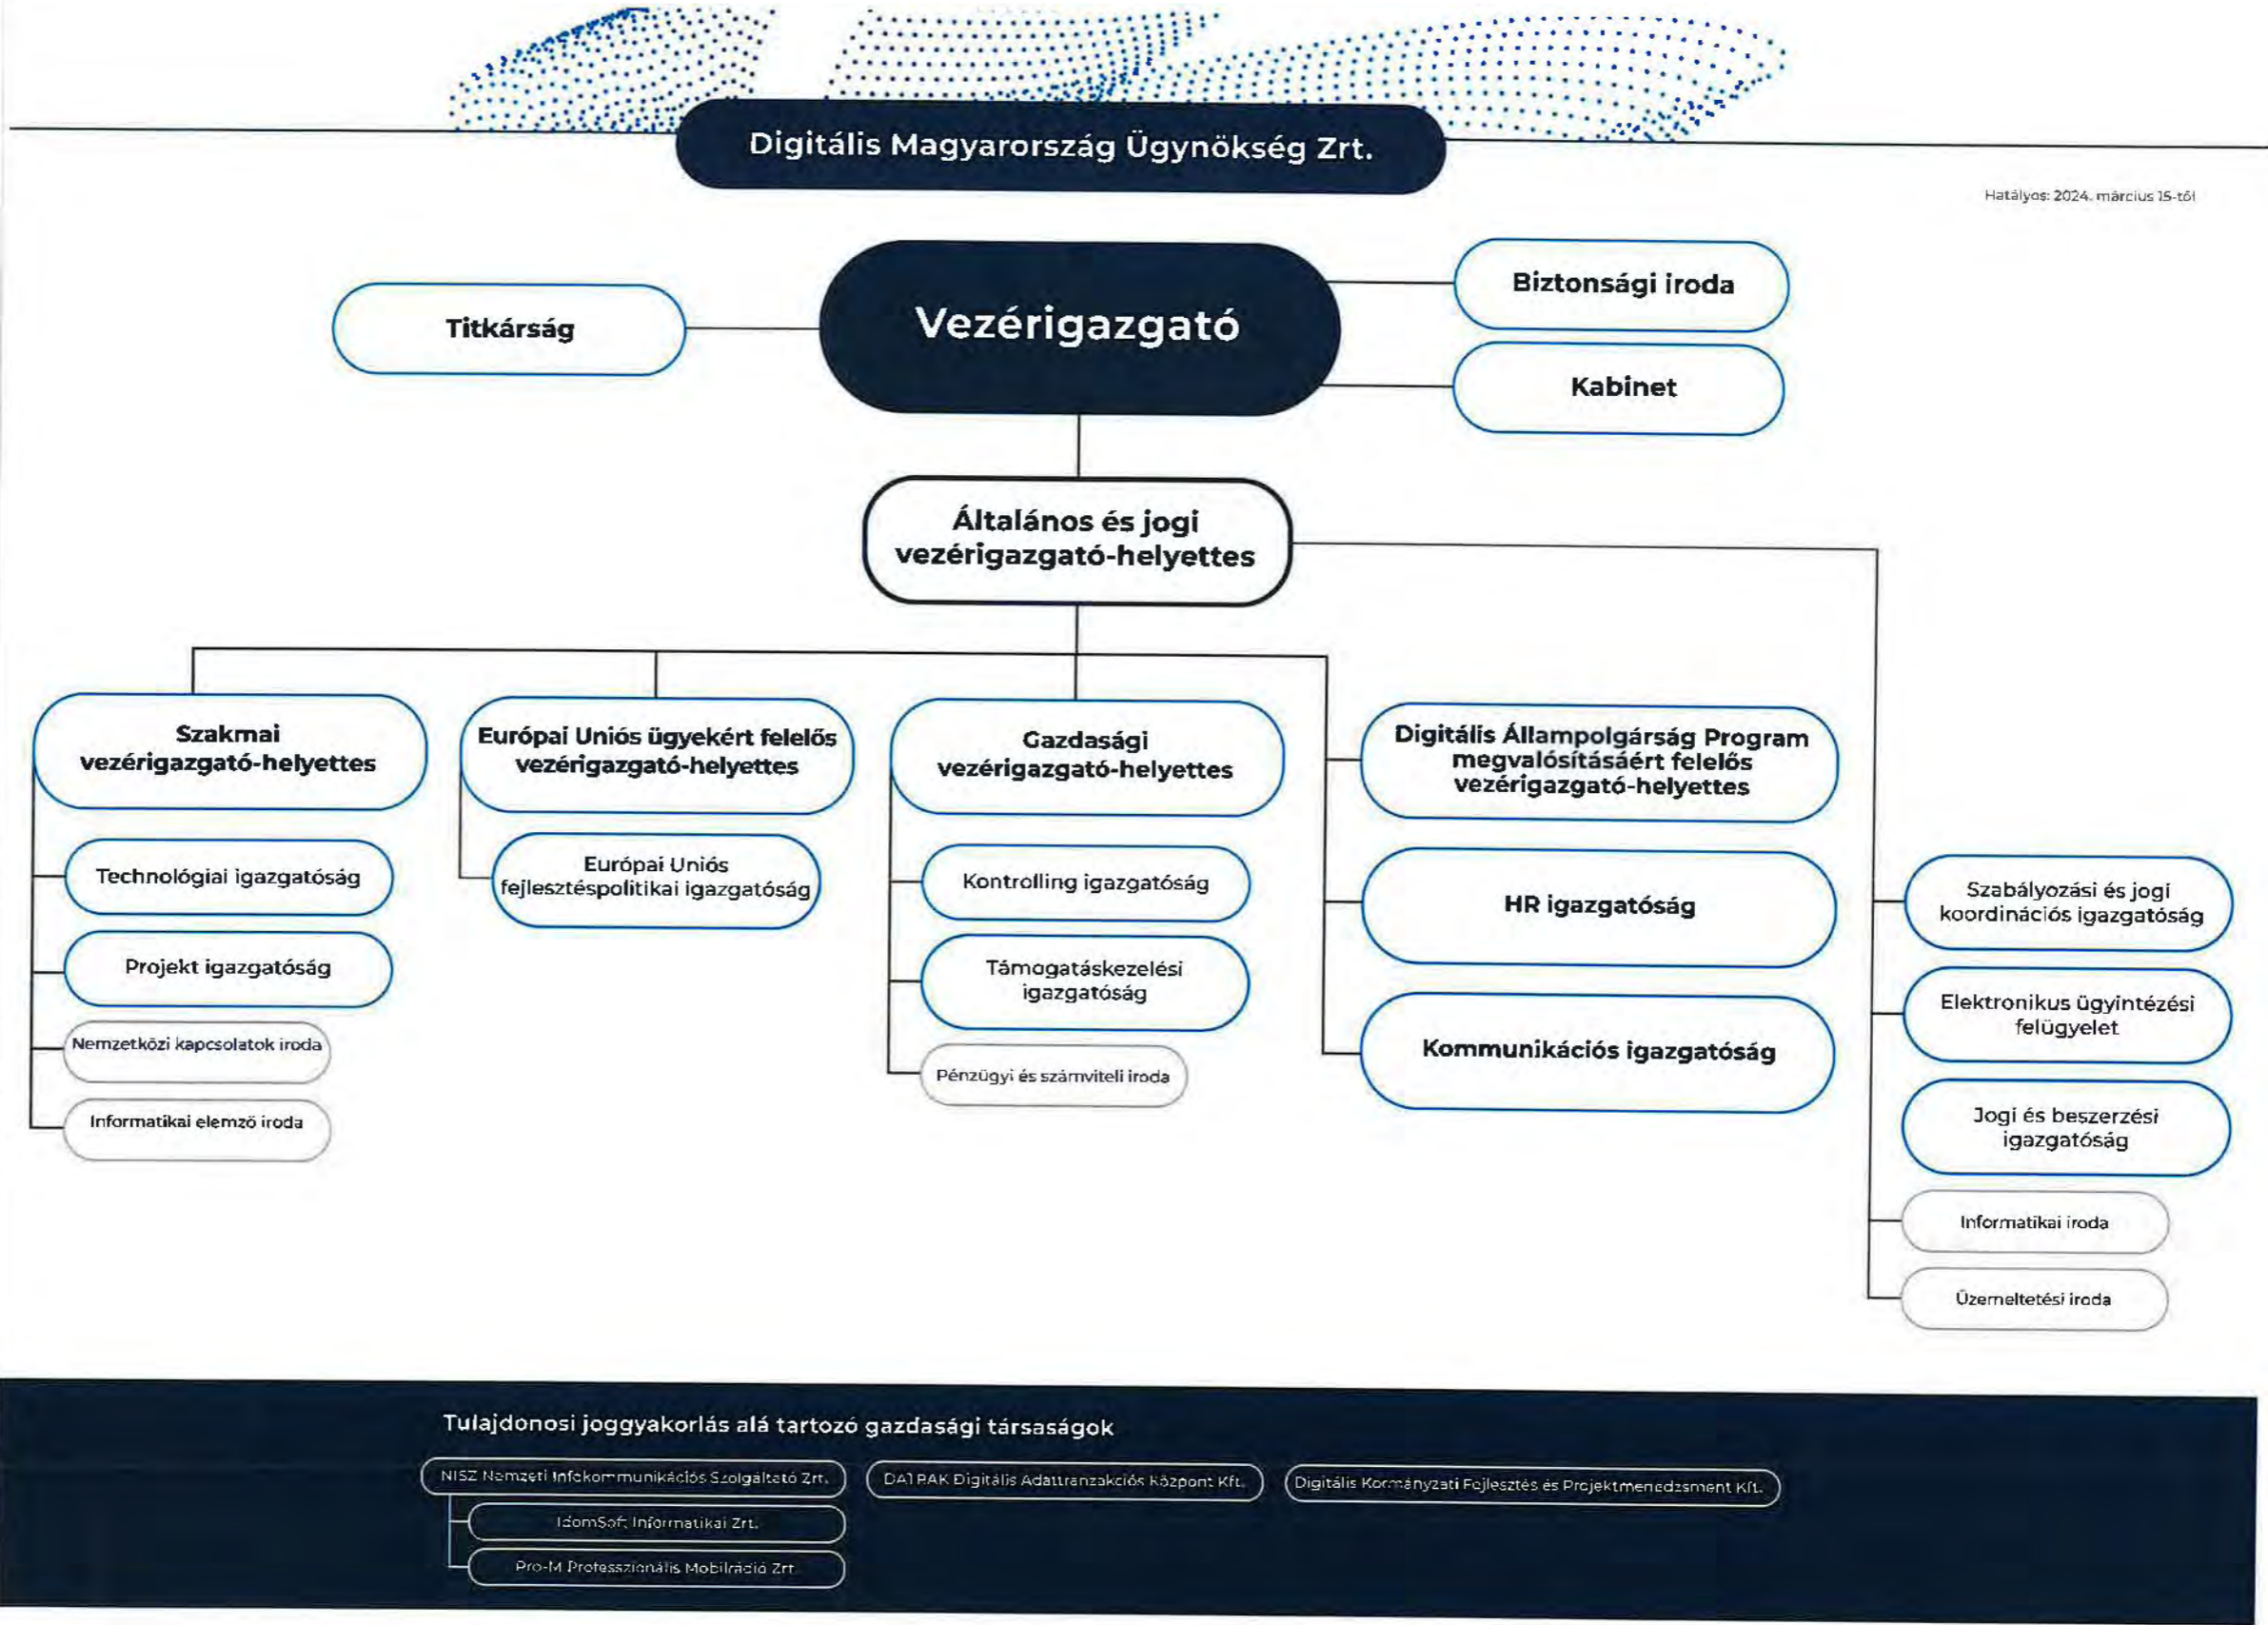 Digitális Magyarország Ügynökség Zrt.
Hatályos: 2024. március 15-től
Vezérigazgató
Titkárság
Biztonsági iroda
Kabinet
Általános és jogi
vezérigazgató-helyettes
Szakmai
vezérigazgató-helyettes
Technológiai igazgatóság
Projekt igazgatóság
Nemzetközi kapcsolatok iroda
Informatikai elemző iroda
Európai Uniós ügyekért felelős
vezérigazgató-helyettes
Európai Uniós
fejlesztéspolitikai igazgatóság
Gazdasági
vezérigazgató-helyettes
Kontrolling igazgatóság
Támogatáskezelési
igazgatóság
Pénzügyi és számviteli iroda
Digitális Állampolgárság Program
megvalósításáért felelős
vezérigazgató-helyettes
HR igazgatóság
Kommunikációs igazgatóság
Szabályozási és jogi
koordinációs igazgatóság
Elektronikus ügyintézési
felügyelet
Jogi és beszerzési
igazgatóság
Informatikai iroda
Üzemeltetési iroda
Tulajdonosi joggyakorlás alá tartozó gazdasági társaságok
NISZ Nemzeti Infokommunikációs Szolgáltató Zrt.
IdomSoft Informatikai Zrt.
Pro-M Professzionális Mobilrádió Zrt.
DATPAK Digitális Adattranzakciós Központ Kft.
Digitális Kormányzati Fejlesztés és Projektmenedzsment Kft.